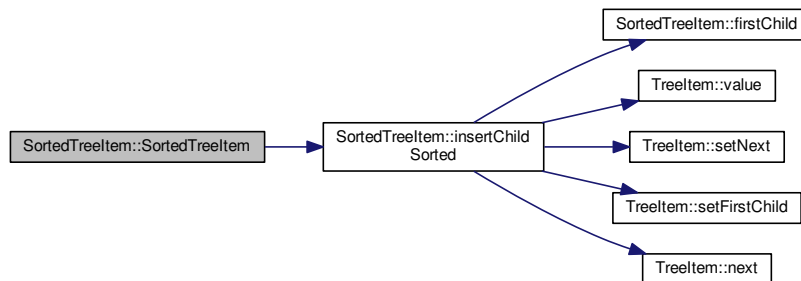 SortedTreeItem::firstChild
TreeItem::value
SortedTreeItem::SortedTreeItem
SortedTreeItem::insertChild
Sorted
TreeItem::setNext
TreeItem::setFirstChild
TreeItem::next